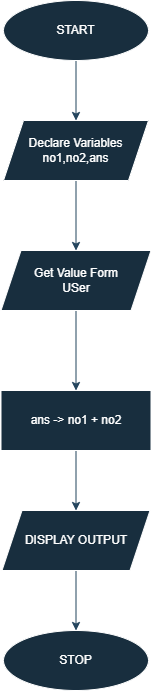 START
Declare Variables
no1,no2,ans
Get Value Form
USer
ans -> no1 + no2
DISPLAY OUTPUT
STOP